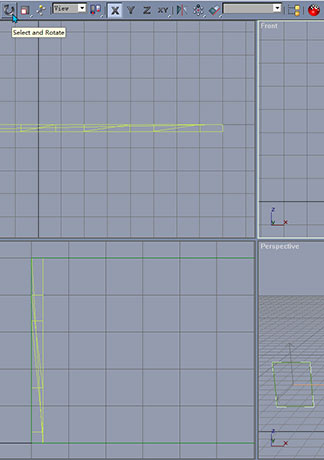 View
X
Y
Z
XY
Select and Rotate
Front
z
x
Perspective
z
x